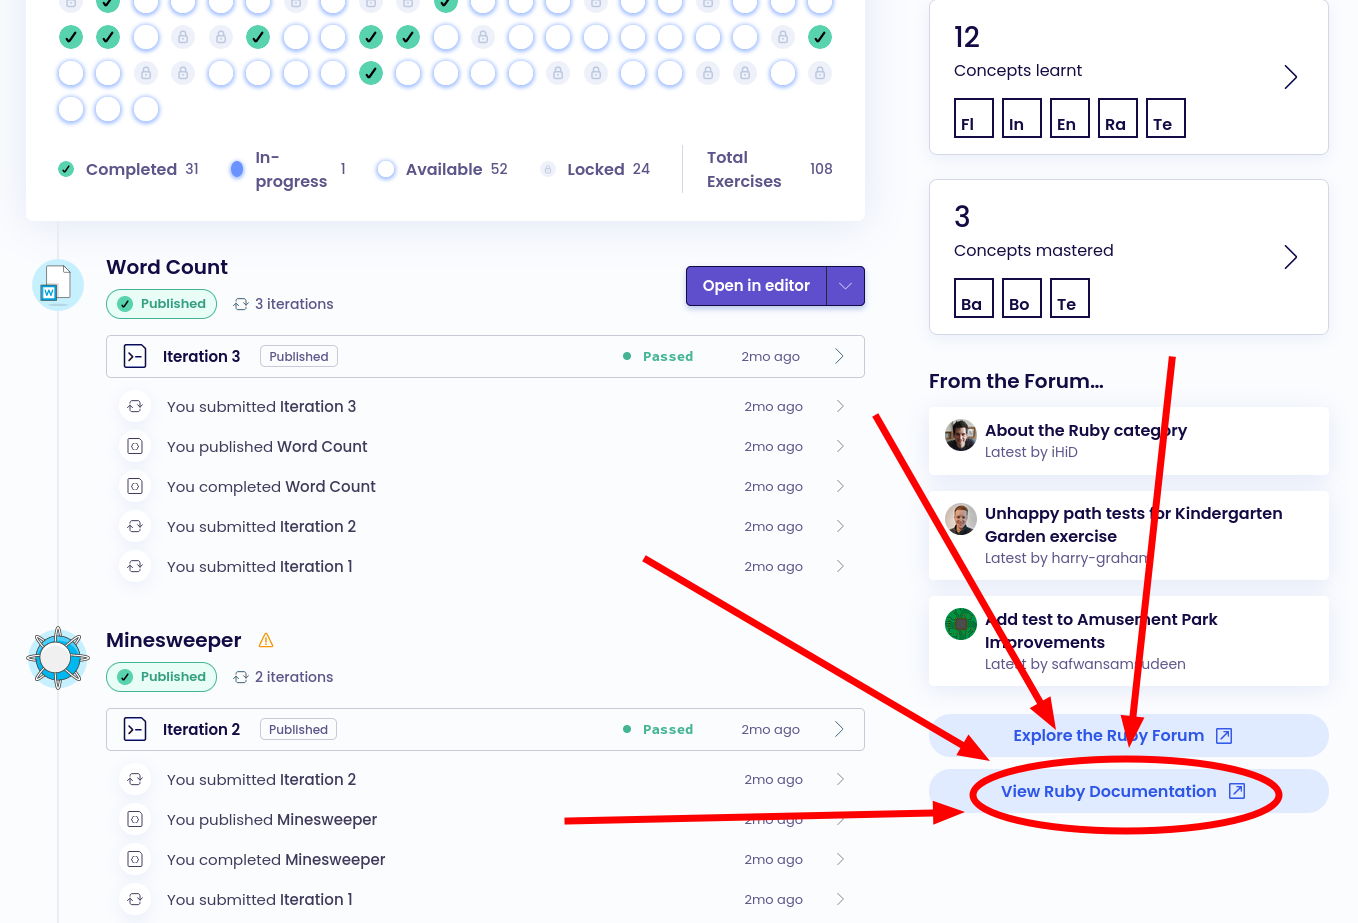 Completed 31
In-progress 1
Available 52
Locked 24
Total Exercises 108
Word Count
Published 3 iterations
Open in editor
Iteration 3 Published Passed 2mo ago
You submitted Iteration 3 2mo ago
You published Word Count 2mo ago
You completed Word Count 2mo ago
You submitted Iteration 2 2mo ago
You submitted Iteration 1 2mo ago
Minesweeper
Published 2 iterations
Iteration 2 Published Passed 2mo ago
You submitted Iteration 2 2mo ago
You published Minesweeper 2mo ago
You completed Minesweeper 2mo ago
You submitted Iteration 1 2mo ago
12
Concepts learnt
Fl In En Ra Te
3
Concepts mastered
Ba Bo Te
From the Forum...
About the Ruby category
Latest by iHiD
Unhappy path tests for Kindergarten
Garden exercise
Latest by harry-graham
Add test to Amusement Park
Improvements
Latest by safwansamsudeen
Explore the Ruby Forum
View Ruby Documentation